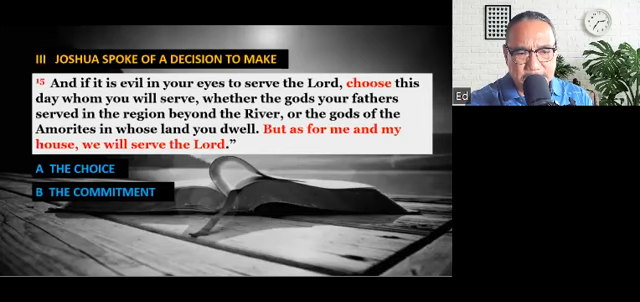 III JOSHUA SPOKE OF A DECISION TO MAKE
15 And if it is evil in your eyes to serve the Lord, choose this
day whom you will serve, whether the gods your fathers
served in the region beyond the River, or the gods of the
Amorites in whose land you dwell. But as for me and my
house, we will serve the Lord.”
A THE CHOICE
B THE COMMITMENT
Ed